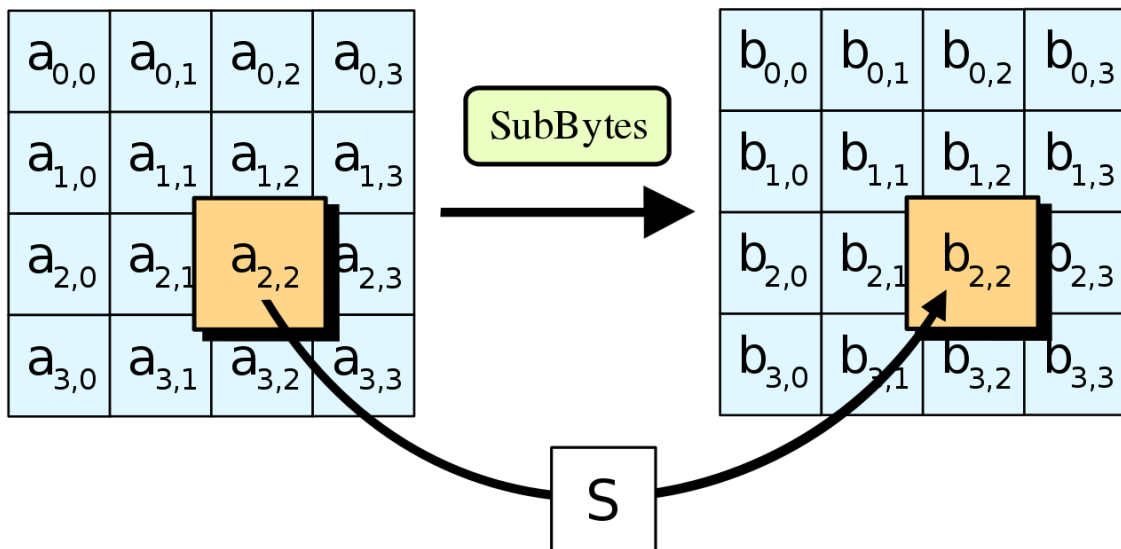 a0,0 a0,1 a0,2 a0,3
a1,0 a1,1 a1,2 a1,3
a2,0 a2,1 a2,2 a2,3
a3,0 a3,1 a3,2 a3,3
SubBytes
b0,0 b0,1 b0,2 b0,3
b1,0 b1,1 b1,2 b1,3
b2,0 b2,1 b2,2 b2,3
b3,0 b3,1 b3,2 b3,3
S